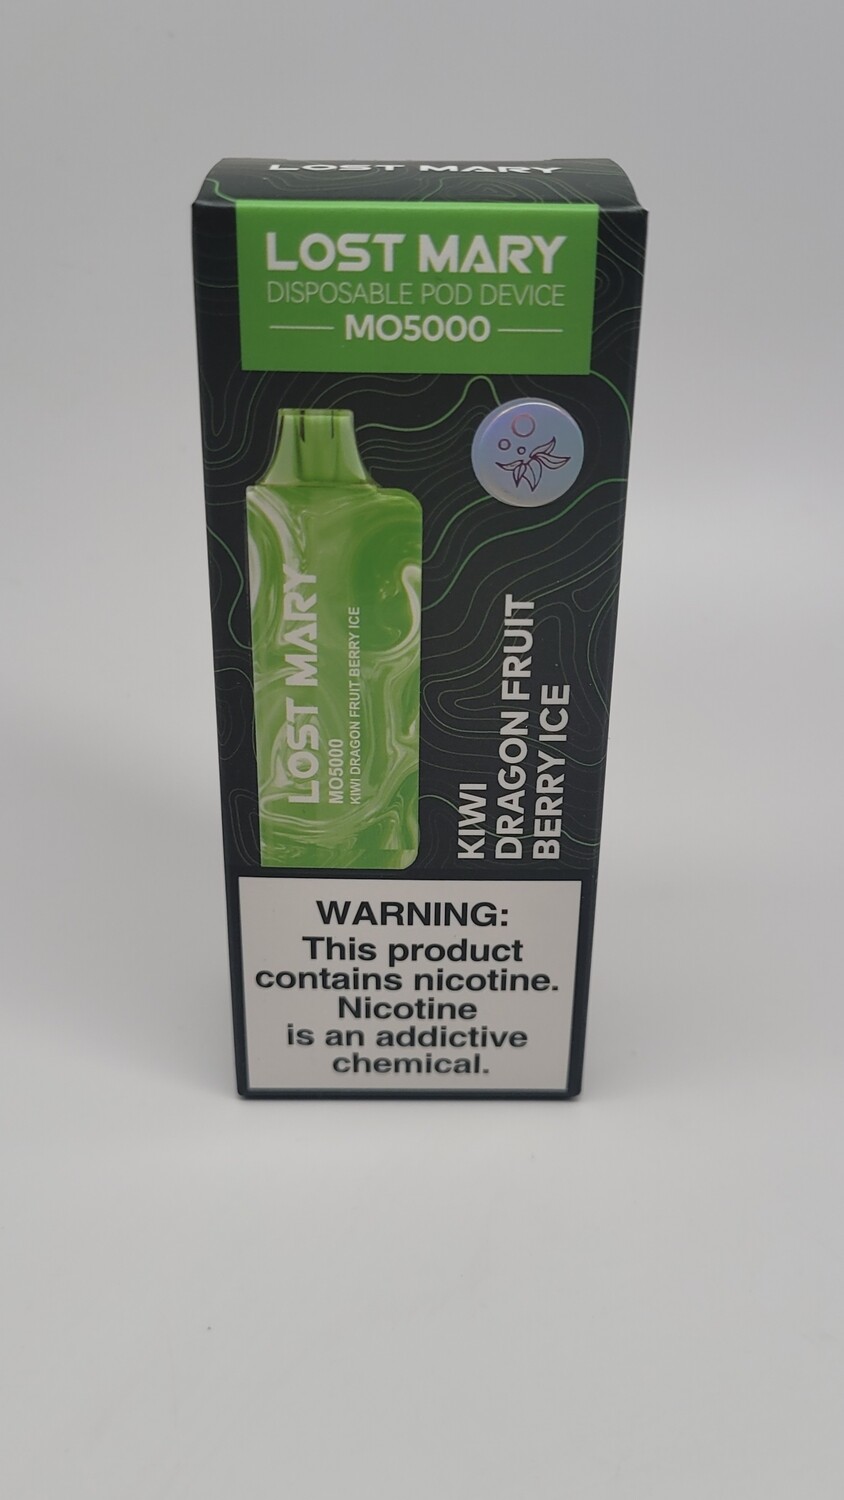 LOST MARY
LOST MARY
DISPOSABLE POD DEVICE
MO5000
LOST MARY
MO5000
KIWI DRAGON FRUIT BERRY ICE
KIWI
DRAGON FRUIT
BERRY ICE
WARNING:
This product
contains nicotine.
Nicotine
is an addictive
chemical.